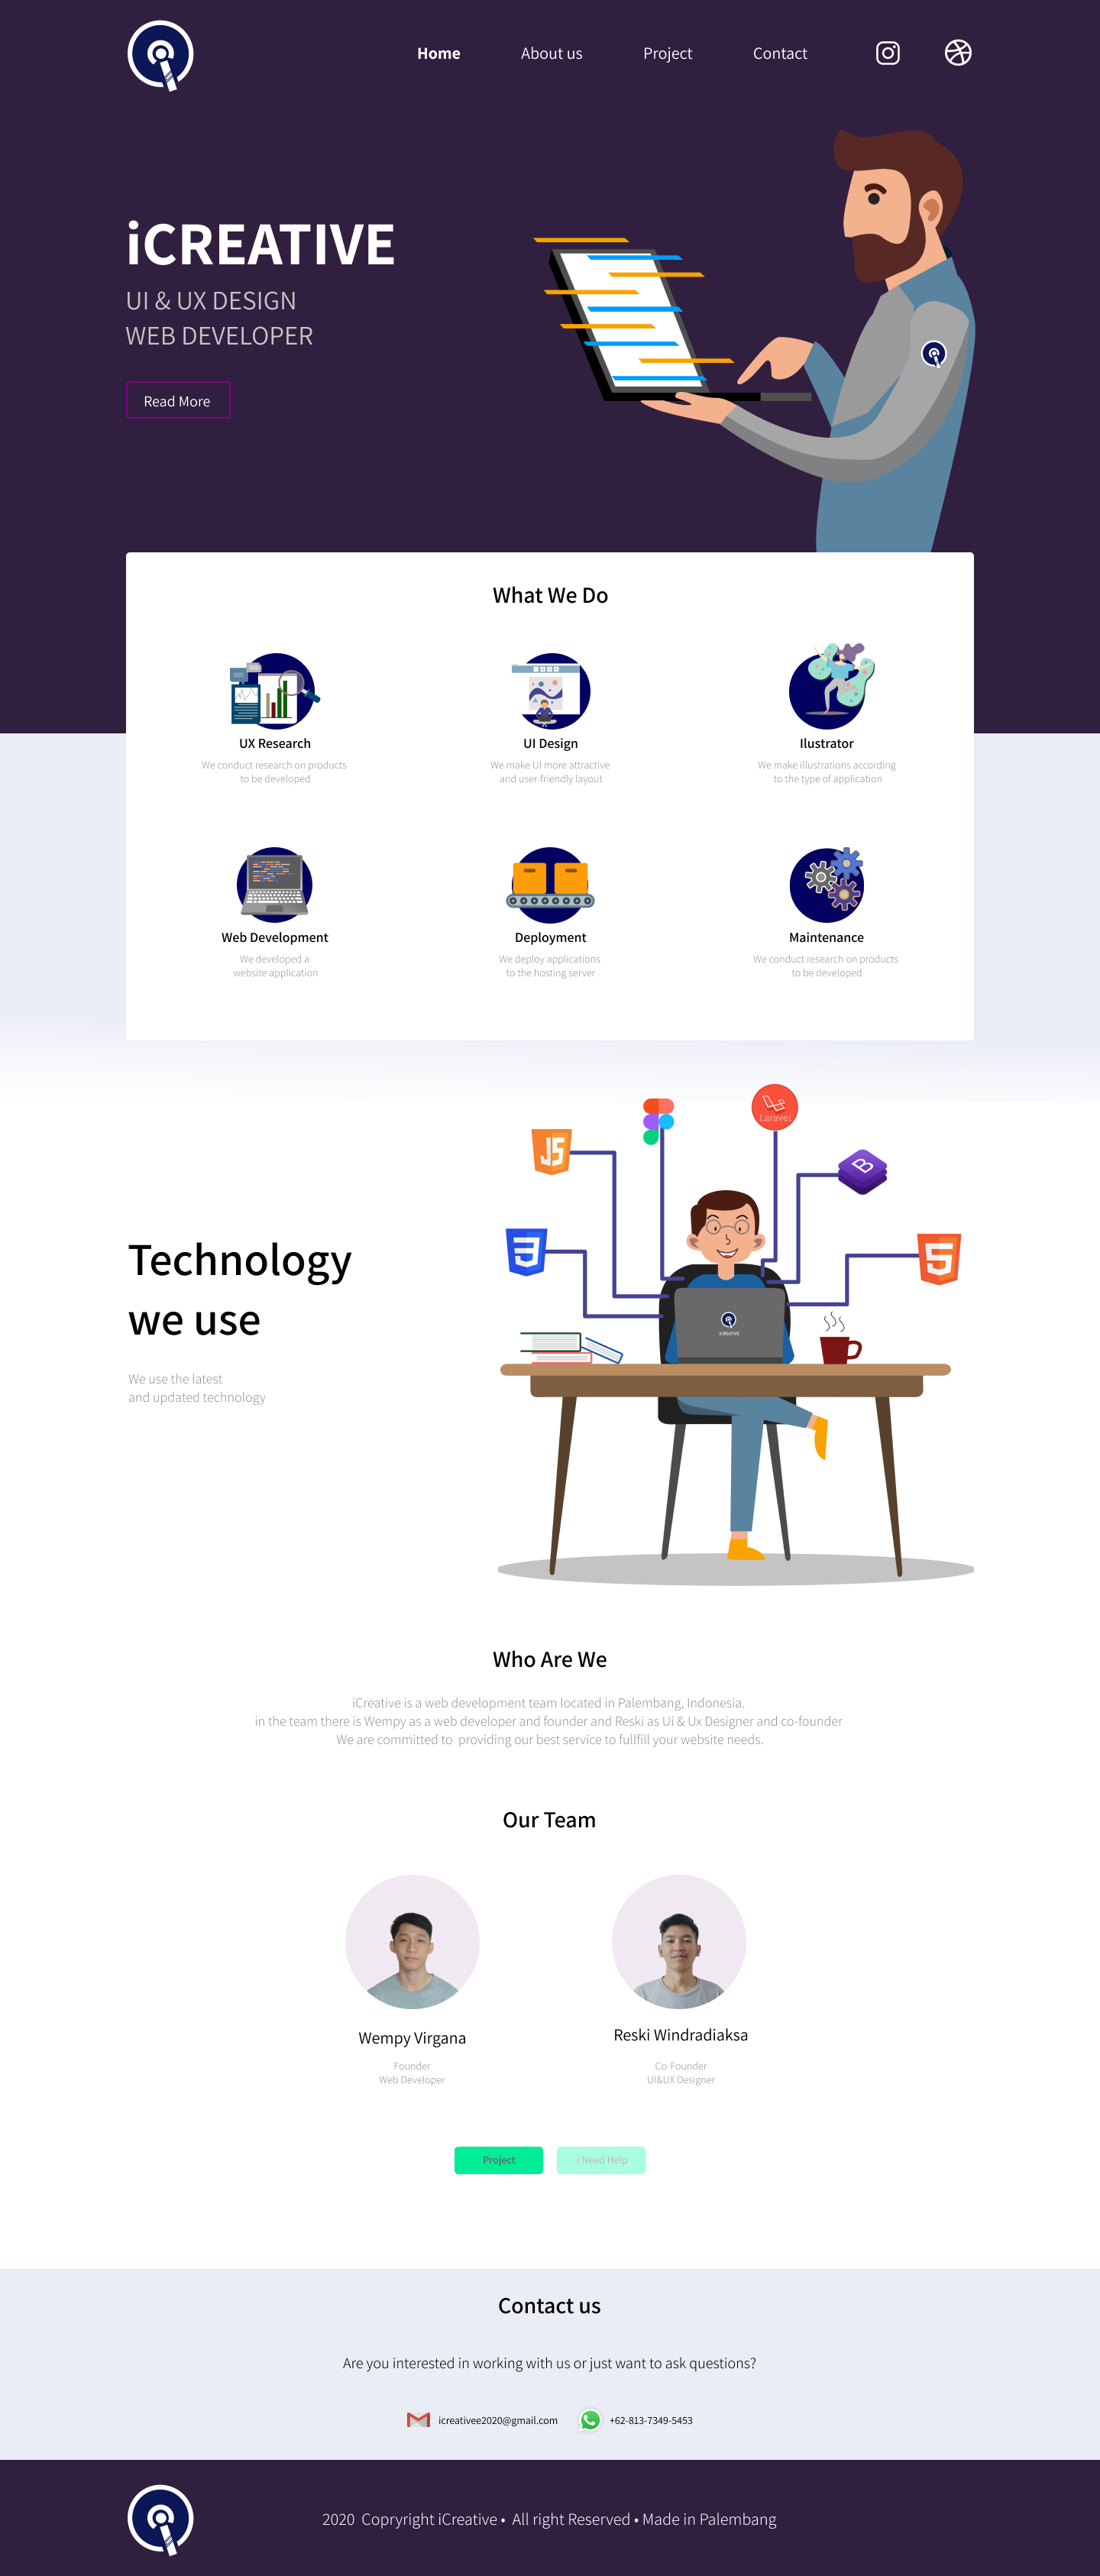 Home About us Project Contact
iCREATIVE
UI & UX DESIGN
WEB DEVELOPER
Read More
What We Do
UX Research
We conduct research on products
to be developed
UI Design
We make UI more attractive
and user-friendly layout
Ilustrator
We make illustrations according
to the type of application
Web Development
We developed a
website application
Deployment
We deploy applications
to the hosting server
Maintenance
We conduct research on products
to be developed
Laravel
JS
B
3
5
Technology
we use
We use the latest
and updated technology
iCREATIVE
Who Are We
iCreative is a web development team located in Palembang, Indonesia.
in the team there is Wempy as a web developer and founder and Reski as Ui & Ux Designer and co-founder
We are committed to  providing our best service to fullfill your website needs.
Our Team
Wempy Virgana
Founder
Web Developer
Reski Windradiaksa
Co-Founder
UI&UX Designer
Project
i Need Help
Contact us
Are you interested in working with us or just want to ask questions?
icreativee2020@gmail.com +62-813-7349-5453
2020  Copryright iCreative •  All right Reserved • Made in Palembang